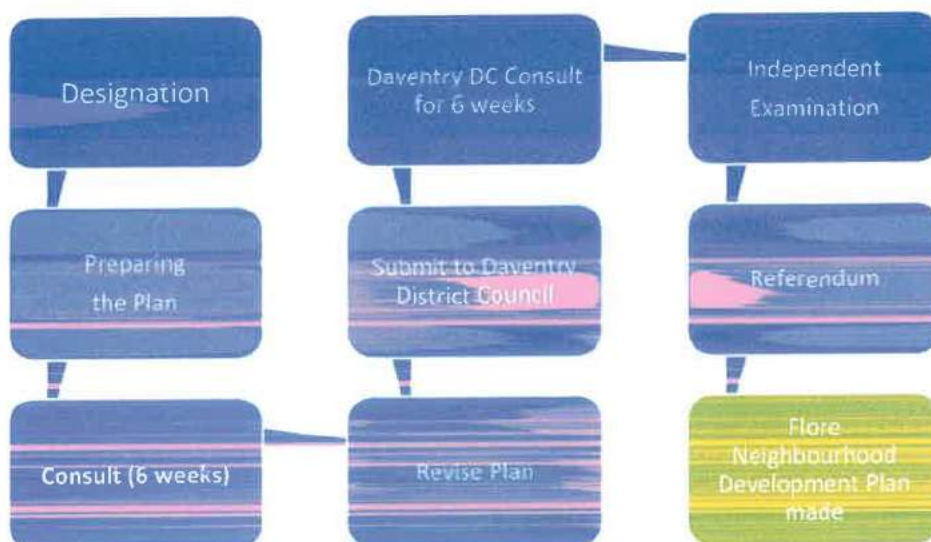 Designation
Preparing
the Plan
Consult (6 weeks)
Revise Plan
Submit to Daventry
District Council
Daventry DC Consult
for 6 weeks
Independent
Examination
Referendum
Flore
Neighbourhood
Development Plan
made